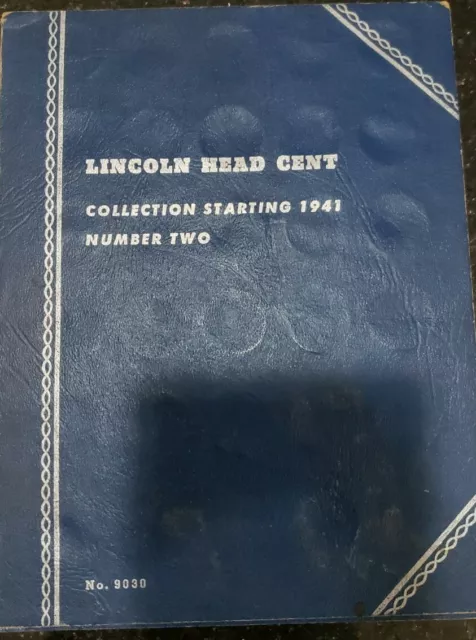 LINCOLN HEAD CENT
COLLECTION STARTING 1941
NUMBER TWO
No. 9030